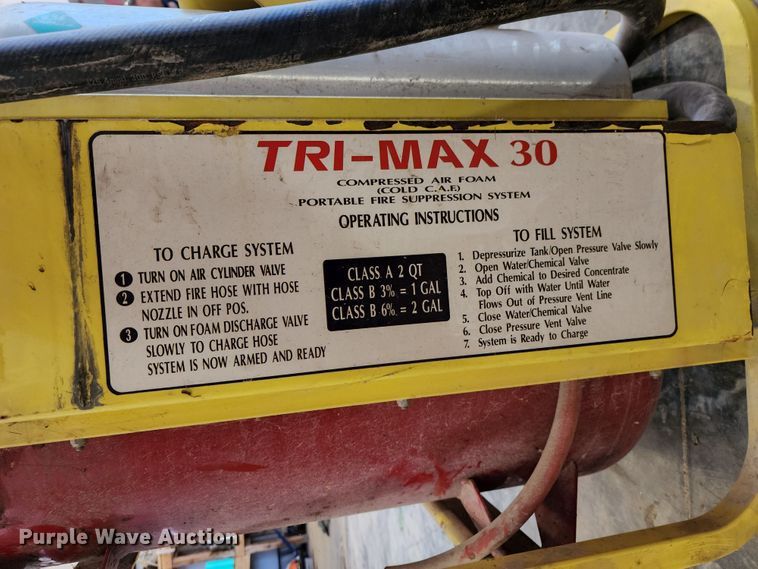 TRI-MAX 30
COMPRESSED AIR FOAM
(COLD C.A.F.)
PORTABLE FIRE SUPPRESSION SYSTEM
OPERATING INSTRUCTIONS
TO CHARGE SYSTEM
1 TURN ON AIR CYLINDER VALVE
2 EXTEND FIRE HOSE WITH HOSE
NOZZLE IN OFF POS.
3 TURN ON FOAM DISCHARGE VALVE
SLOWLY TO CHARGE HOSE
SYSTEM IS NOW ARMED AND READY
CLASS A 2 QT
CLASS B 3% = 1 GAL
CLASS B 6% = 2 GAL
TO FILL SYSTEM
1. Depressurize Tank/Open Pressure Valve Slowly
2. Open Water/Chemical Valve
3. Add Chemical to Desired Concentrate
4. Top Off with Water Until Water
Flows Out of Pressure Vent Line
5. Close Water/Chemical Valve
6. Close Pressure Vent Valve
7. System is Ready to Charge
Purple Wave Auction